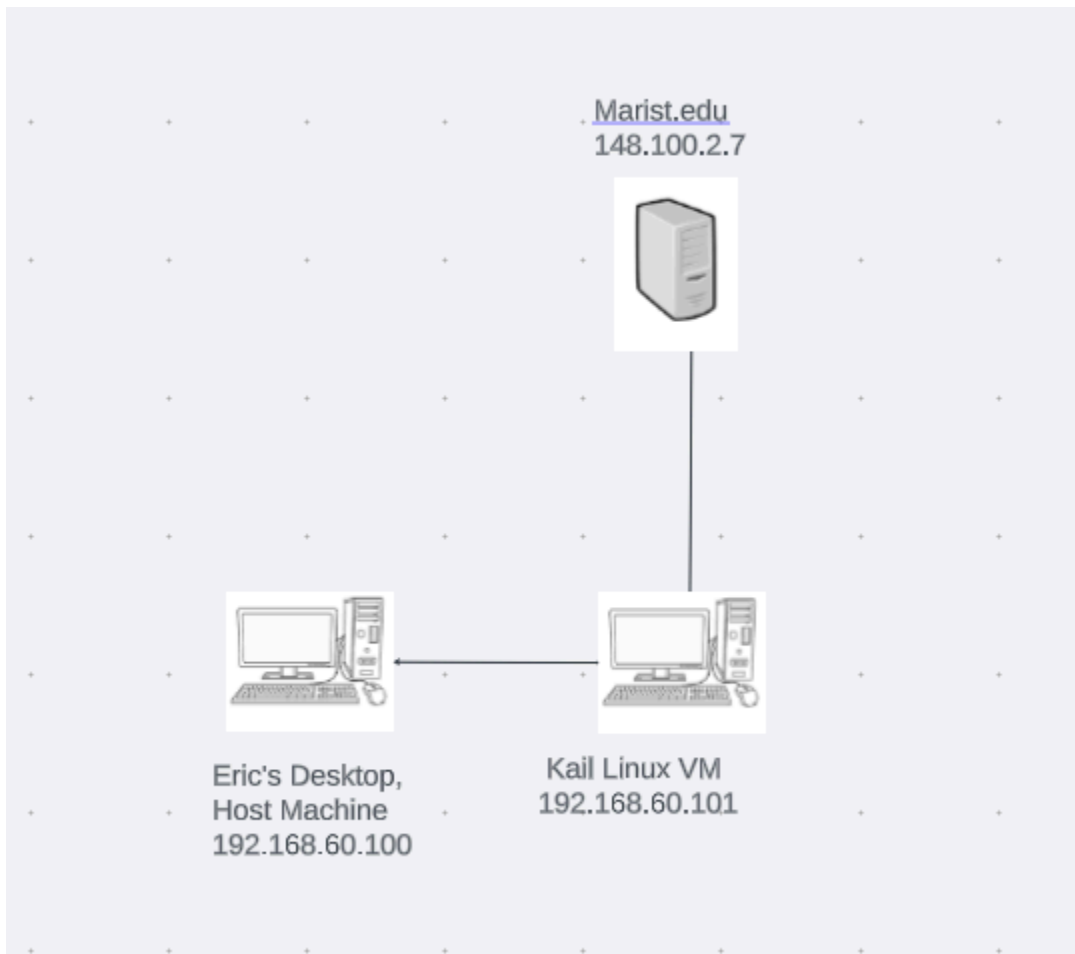 Marist.edu
148.100.2.7
Eric's Desktop,
Host Machine
192.168.60.100
Kail Linux VM
192.168.60.101